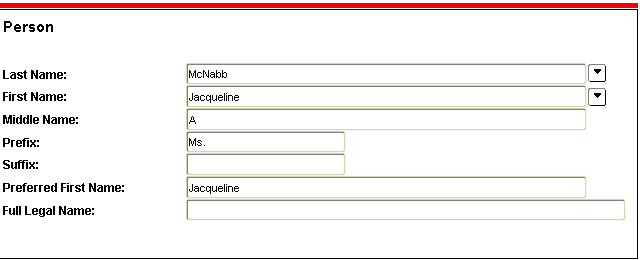 Person
Last Name: McNabb
First Name: Jacqueline
Middle Name: A
Prefix: Ms.
Suffix:
Preferred First Name: Jacqueline
Full Legal Name: